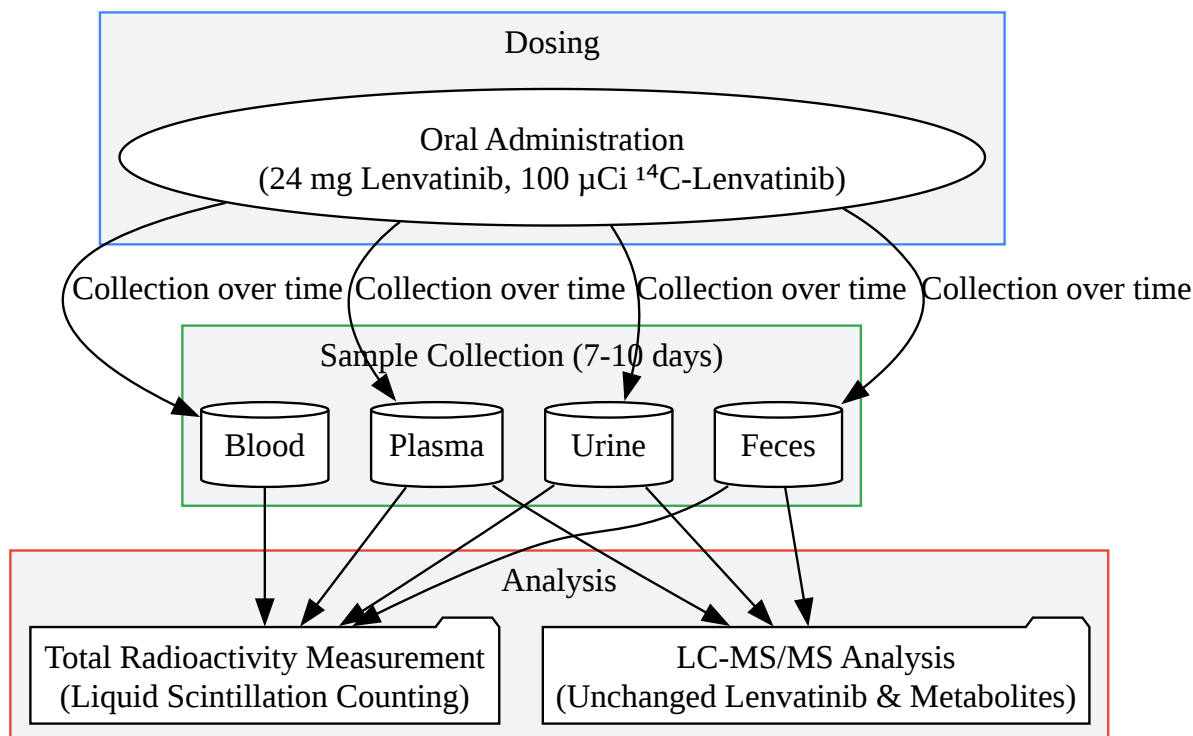 Dosing
Oral Administration
(24 mg Lenvatinib, 100 µCi ¹⁴C-Lenvatinib)
Collection over time
Collection over time
Collection over time
Collection over time
Sample Collection (7-10 days)
Blood
Plasma
Urine
Feces
Analysis
Total Radioactivity Measurement
(Liquid Scintillation Counting)
LC-MS/MS Analysis
(Unchanged Lenvatinib & Metabolites)